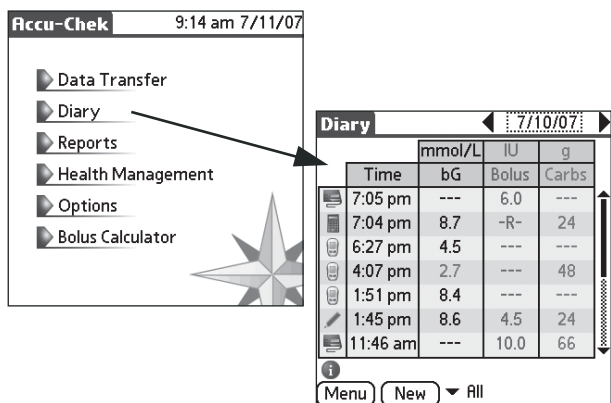 Accu-Chek 9:14 am 7/11/07
Data Transfer
Diary
Reports
Health Management
Options
Bolus Calculator
Diary 7/10/07
mmol/L IU g
Time bG Bolus Carbs
7:05 pm --- 6.0 ---
7:04 pm 8.7 -R- 24
6:27 pm 4.5 --- ---
4:07 pm 2.7 --- 48
1:51 pm 8.4 --- ---
1:45 pm 8.6 4.5 24
11:46 am --- 10.0 66
Menu New All